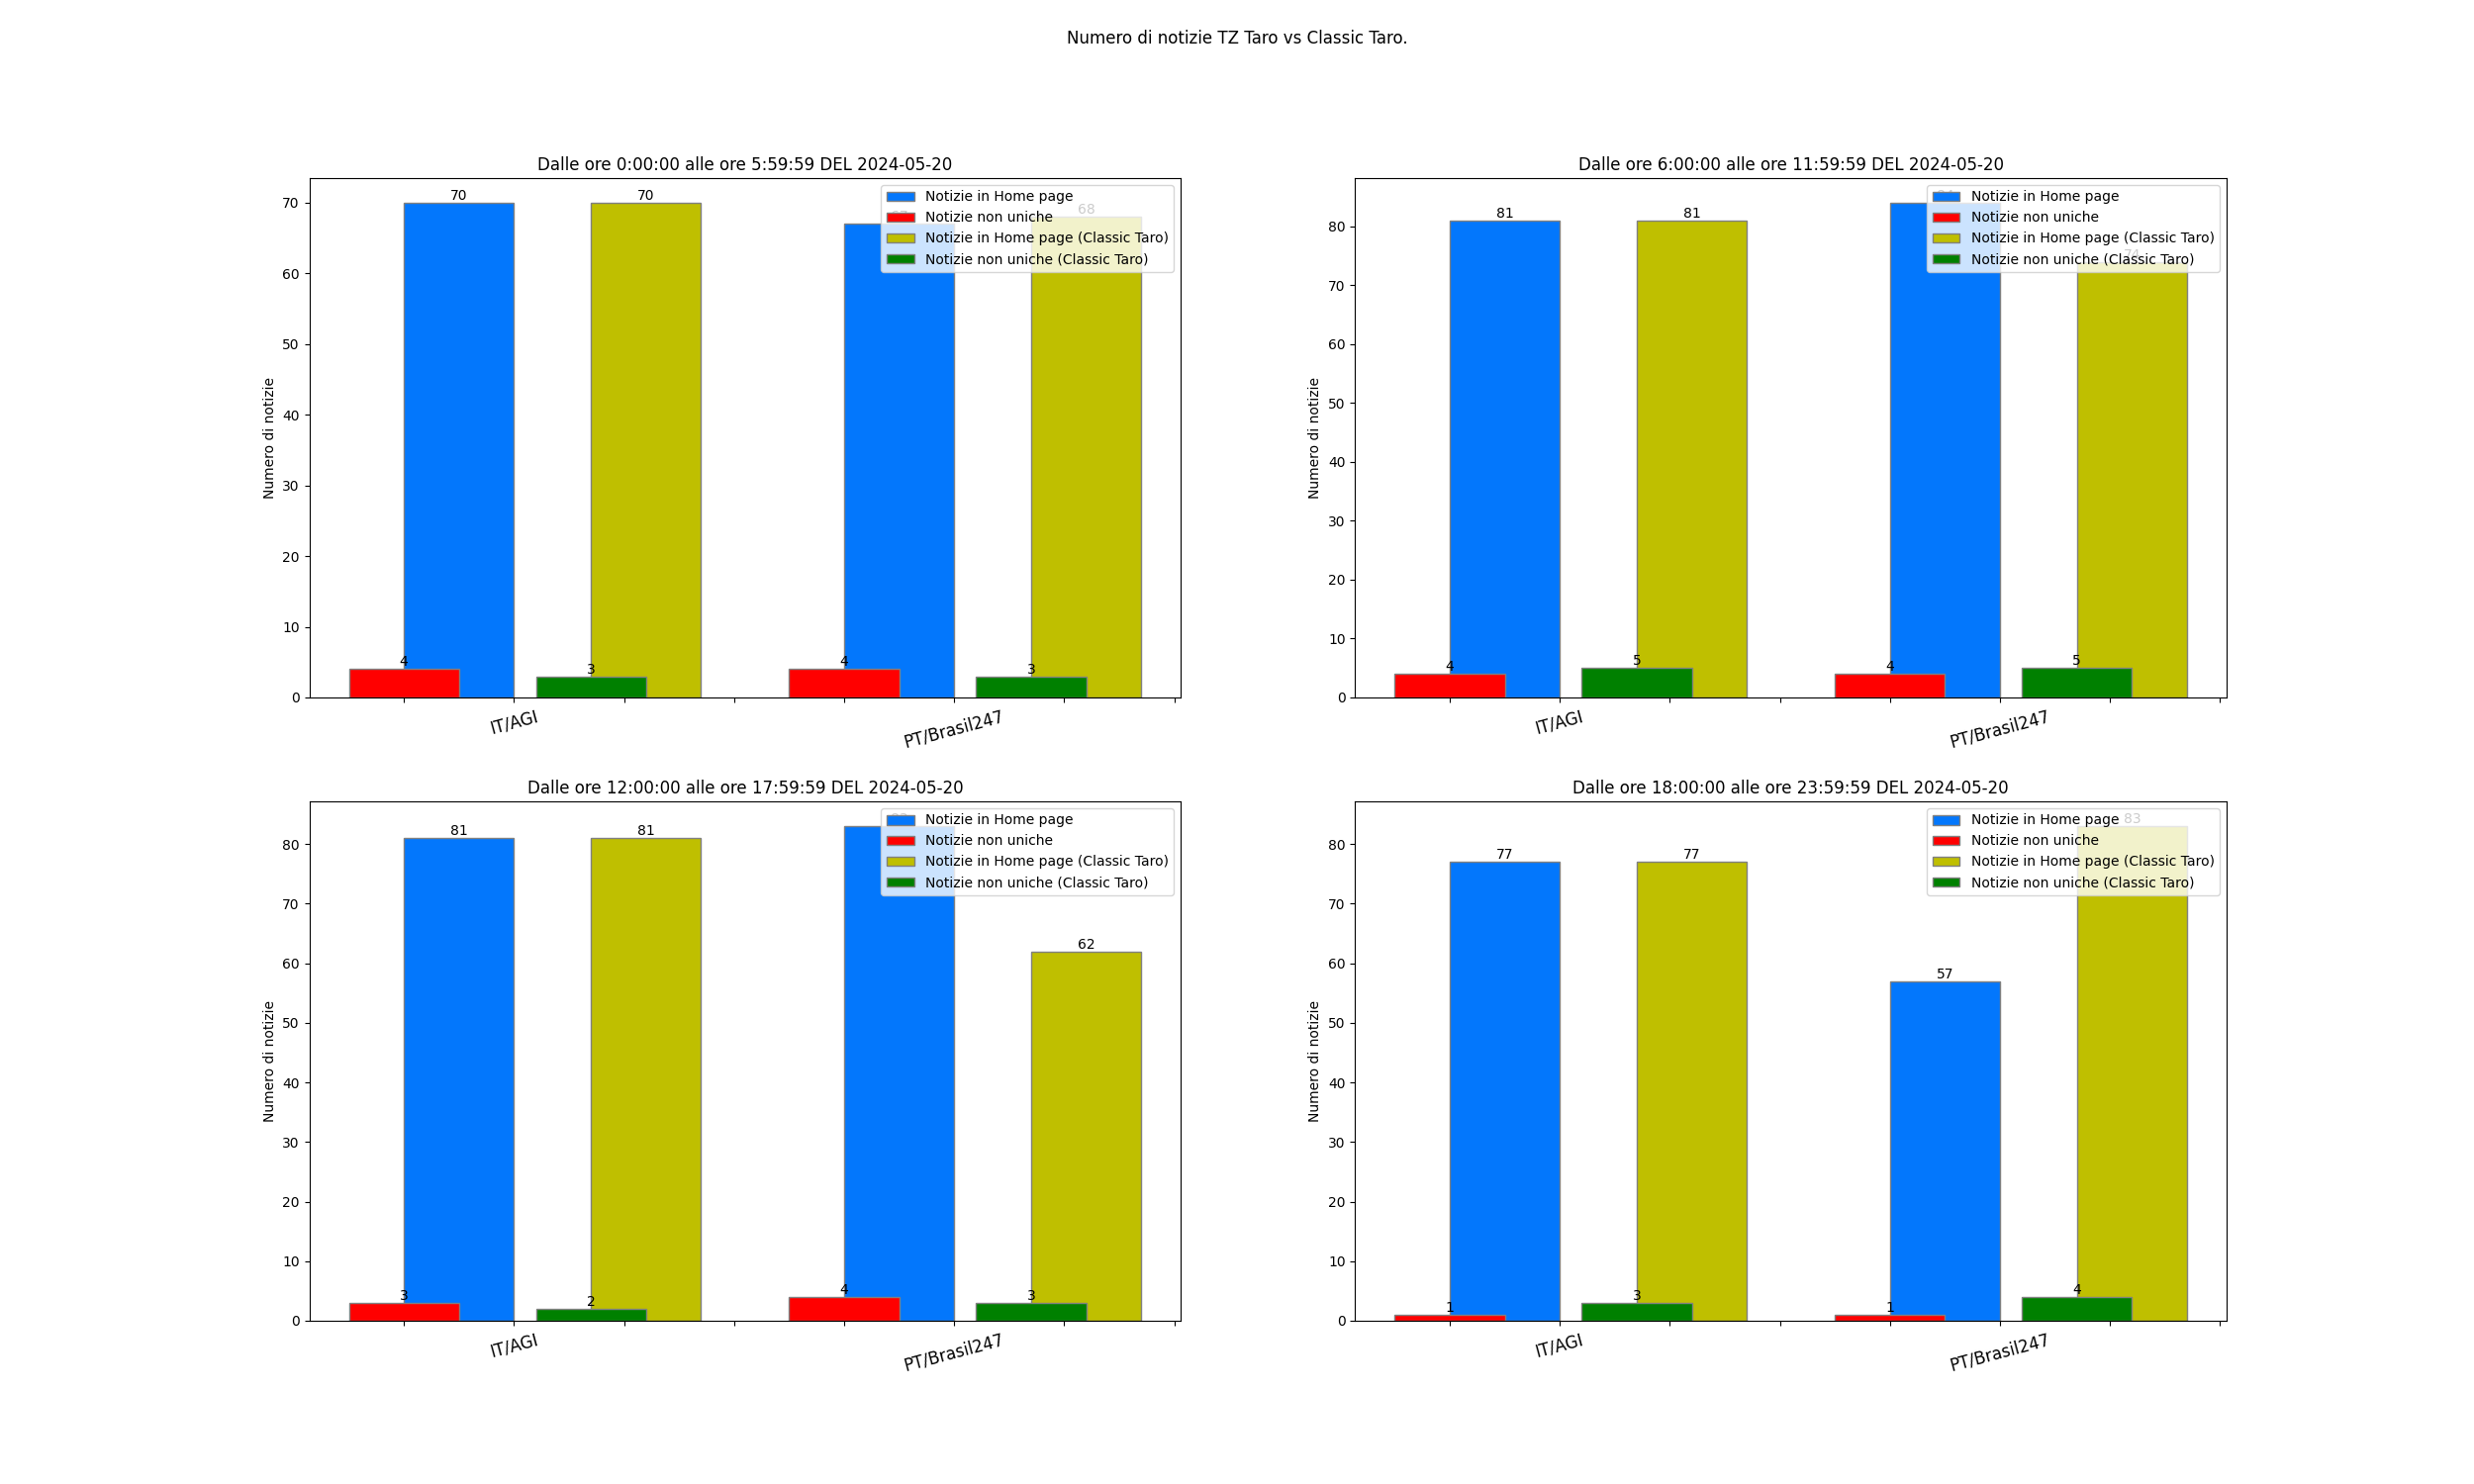 Numero di notizie TZ Taro vs Classic Taro.
Dalle ore 0:00:00 alle ore 5:59:59 DEL 2024-05-20
Numero di notizie
70
60
50
40
30
20
10
0
70
70
68
4
3
4
3
Notizie in Home page
Notizie non uniche
Notizie in Home page (Classic Taro)
Notizie non uniche (Classic Taro)
IT/AGI
PT/Brasil247
Dalle ore 6:00:00 alle ore 11:59:59 DEL 2024-05-20
Numero di notizie
80
70
60
50
40
30
20
10
0
81
81
74
4
5
4
5
Notizie in Home page
Notizie non uniche
Notizie in Home page (Classic Taro)
Notizie non uniche (Classic Taro)
IT/AGI
PT/Brasil247
Dalle ore 12:00:00 alle ore 17:59:59 DEL 2024-05-20
Numero di notizie
80
70
60
50
40
30
20
10
0
81
81
62
3
2
4
3
Notizie in Home page
Notizie non uniche
Notizie in Home page (Classic Taro)
Notizie non uniche (Classic Taro)
IT/AGI
PT/Brasil247
Dalle ore 18:00:00 alle ore 23:59:59 DEL 2024-05-20
Numero di notizie
80
70
60
50
40
30
20
10
0
77
77
57
83
1
3
1
4
Notizie in Home page
Notizie non uniche
Notizie in Home page (Classic Taro)
Notizie non uniche (Classic Taro)
IT/AGI
PT/Brasil247